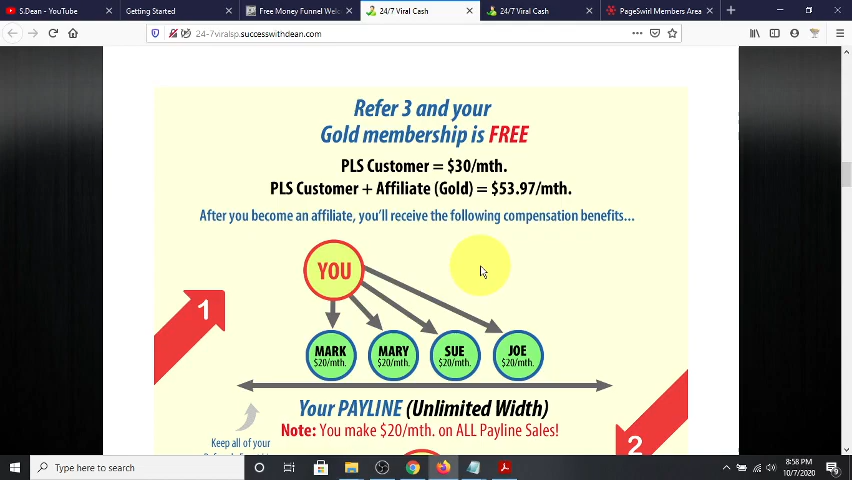 S.Dean - YouTube
Getting Started
Free Money Funnel Welc
24/7 Viral Cash
24/7 Viral Cash
PageSwirl Members Area
24-7viralsp.successwithdean.com
Refer 3 and your
Gold membership is FREE
PLS Customer = $30/mth.
PLS Customer + Affiliate (Gold) = $53.97/mth.
After you become an affiliate, you'll receive the following compensation benefits...
YOU
1
MARK
$20/mth.
MARY
$20/mth.
SUE
$20/mth.
JOE
$20/mth.
Your PAYLINE (Unlimited Width)
Note: You make $20/mth. on ALL Payline Sales!
2
Keep all of your
Type here to search
8:58 PM
10/7/2020